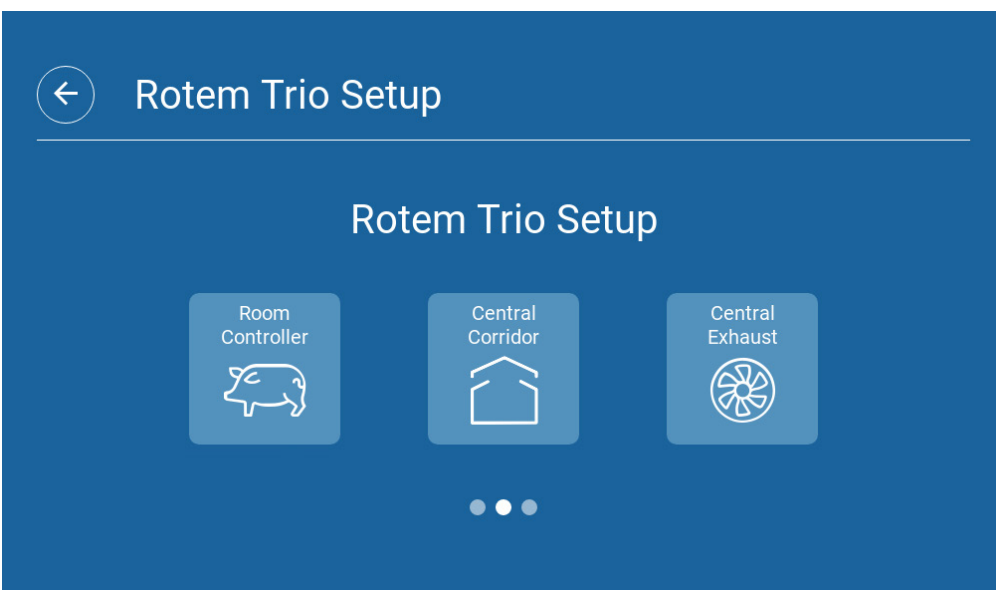 Rotem Trio Setup
Rotem Trio Setup
Room
Controller
Central
Corridor
Central
Exhaust